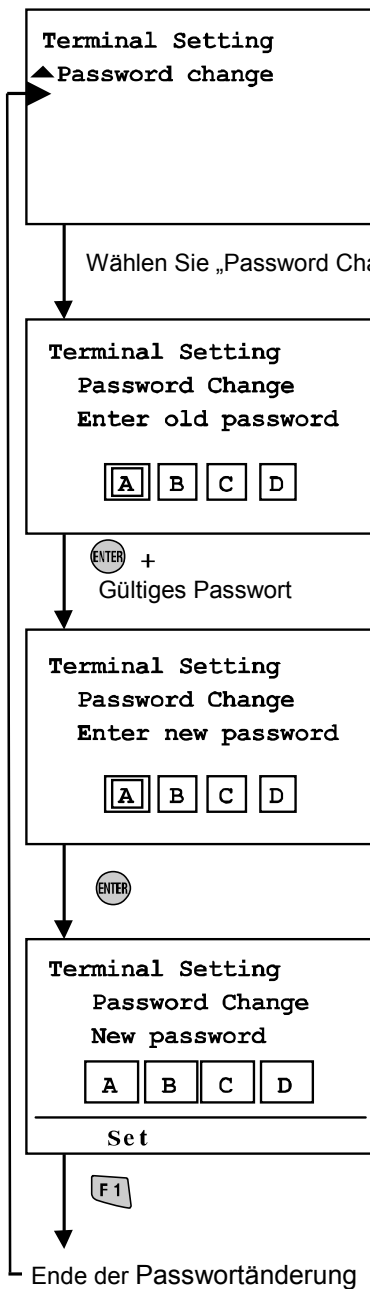 Terminal Setting
▲Password change
Wählen Sie „Password
Terminal Setting
Password Change
Enter old password
A B C D
ENTER +
Gültiges Passwort
Terminal Setting
Password Change
Enter new password
A B C D
ENTER
Terminal Setting
Password Change
New password
A B C D
Set
F1
Ende der Passwortänderung